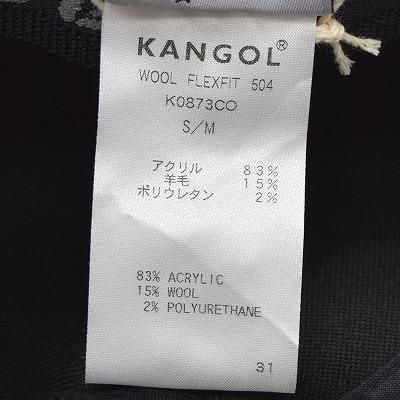 KANGOL®
WOOL FLEXFIT 504
K0873CO
S/M
アクリル 83%
羊毛 15%
ポリウレタン 2%
83% ACRYLIC
15% WOOL
2% POLYURETHANE
31